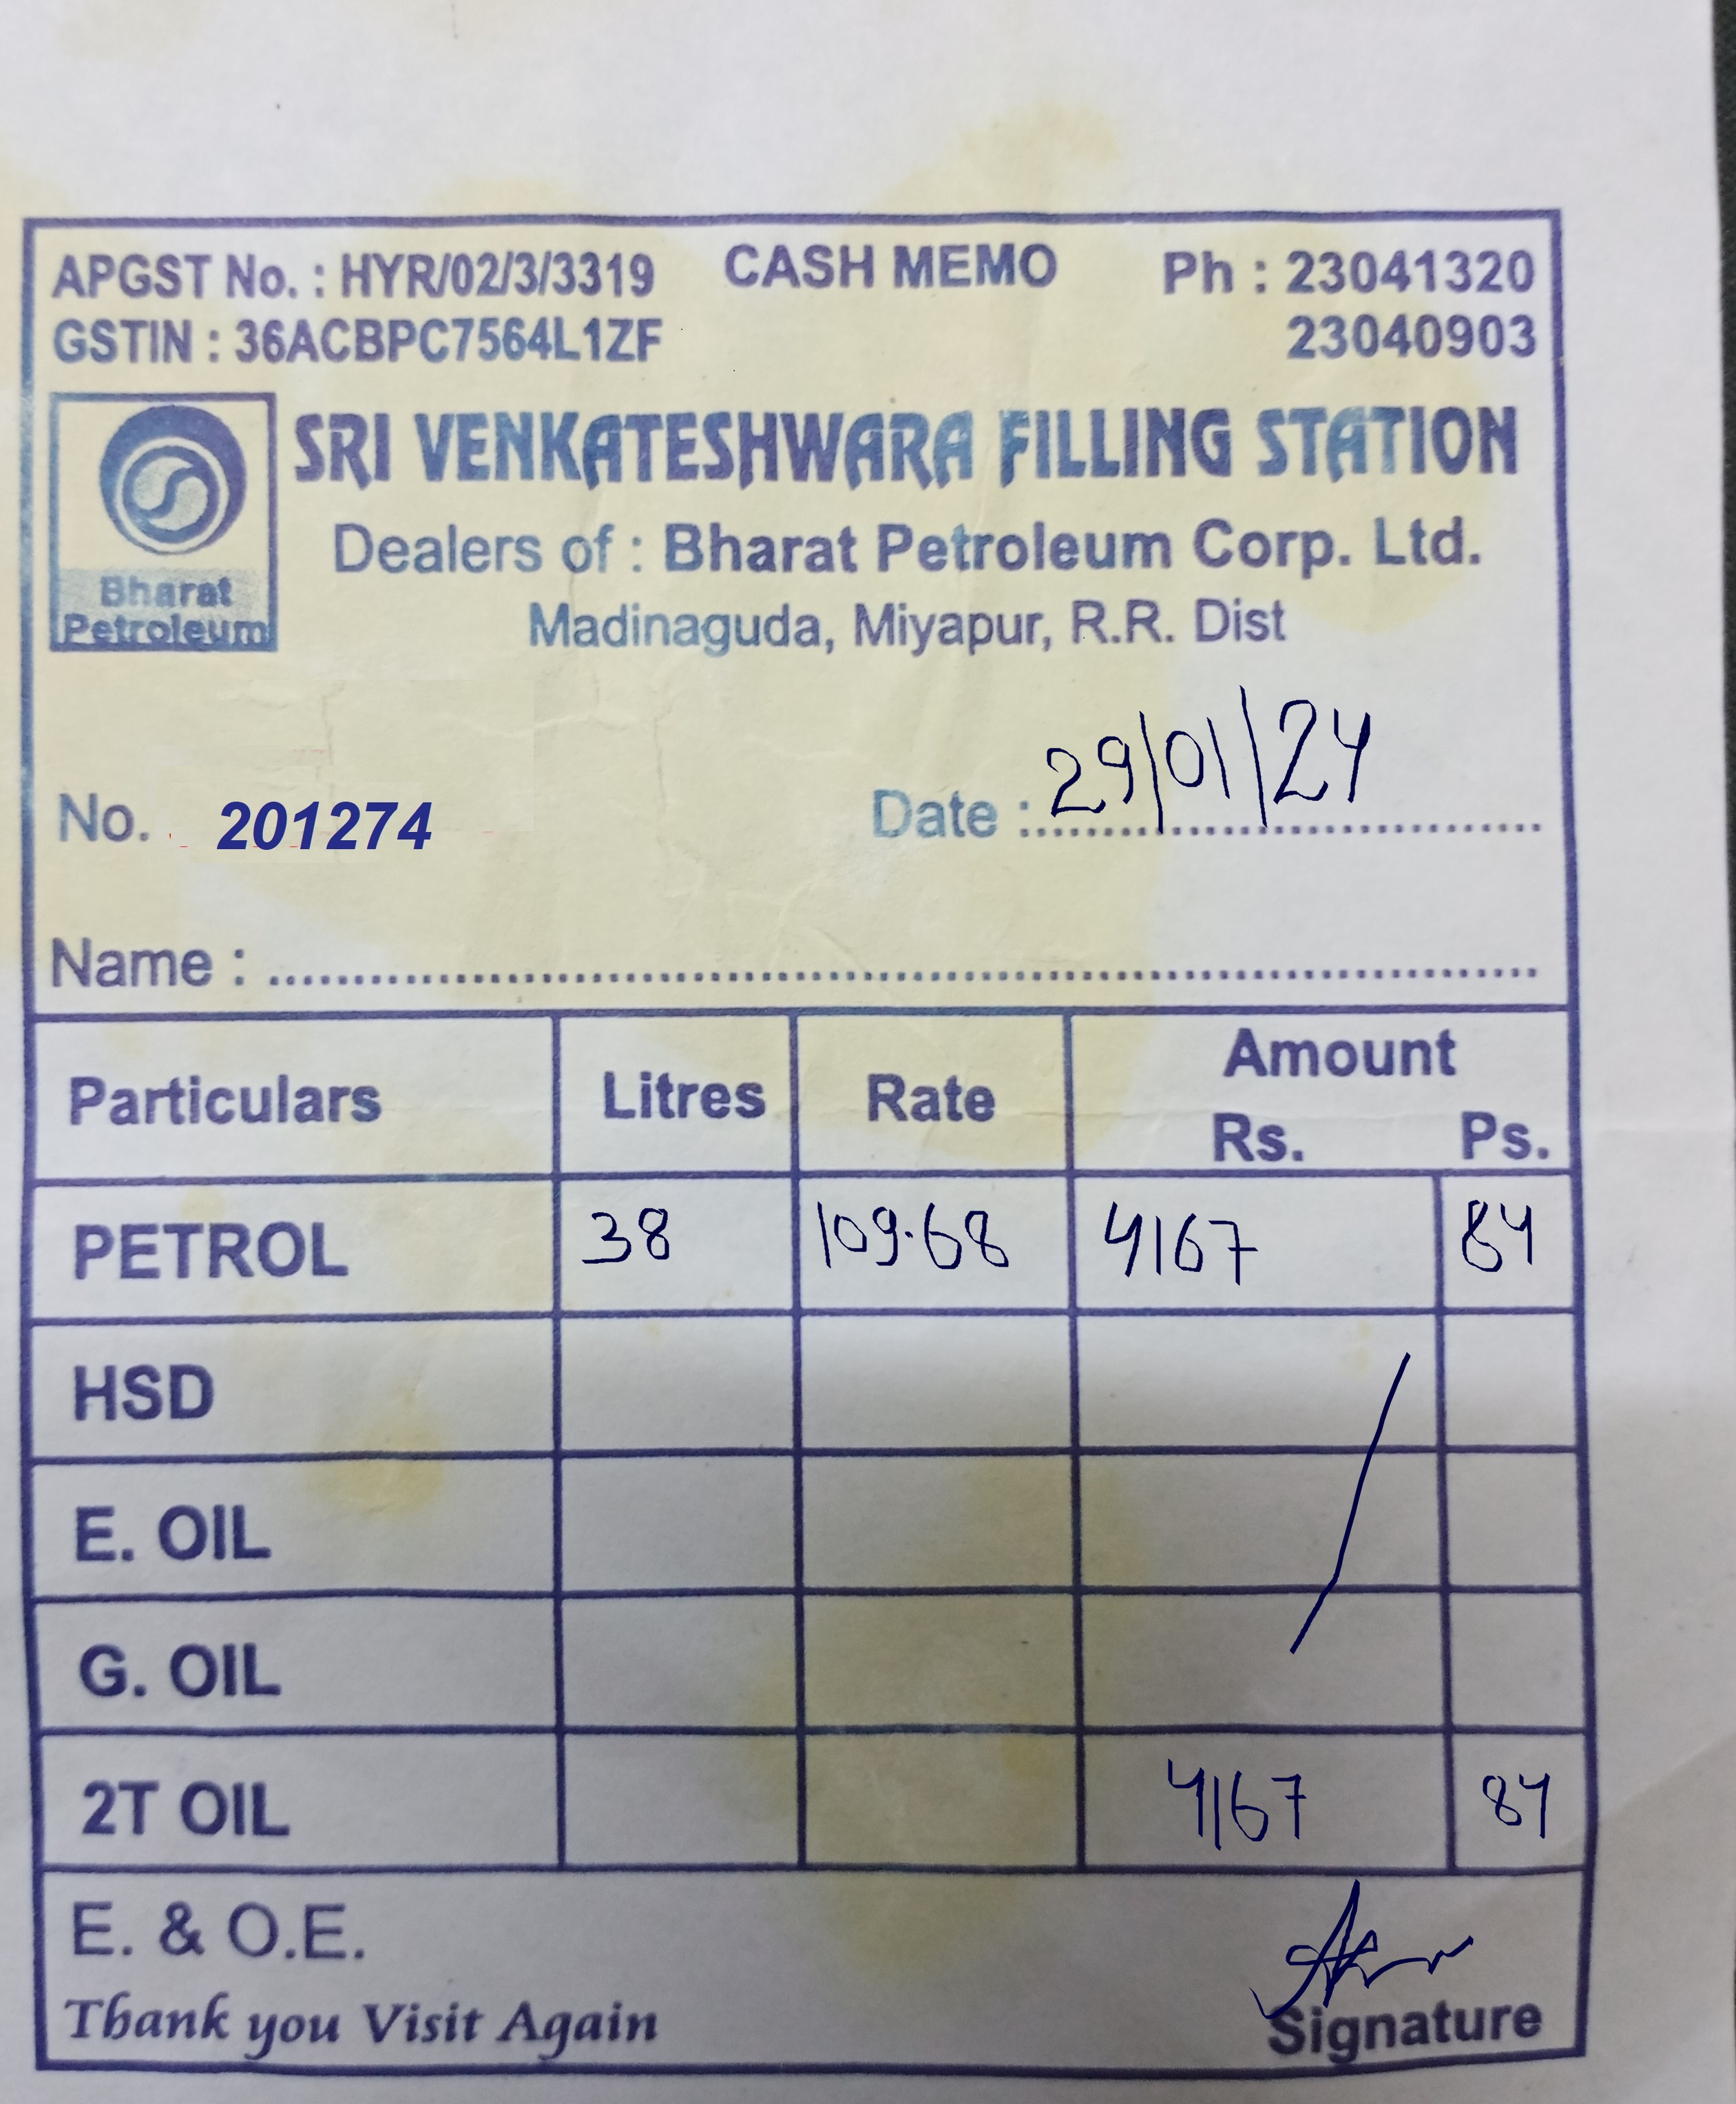 APGST No. : HYR/02/3/3319 CASH MEMO Ph : 23041320
GSTIN : 36ACBPC7564L1ZF 23040903
SRI VENKATESHWARA FILLING STATION
Bharat
Petroleum
Dealers of : Bharat Petroleum Corp. Ltd.
Madinaguda, Miyapur, R.R. Dist
No. 201274 Date : 29/01/24
Name :
Particulars Litres Rate Amount
Rs. Ps.
PETROL 38 109.68 4167 84
HSD
E. OIL
G. OIL
2T OIL 4167 84
E. & O.E.
Thank you Visit Again Signature